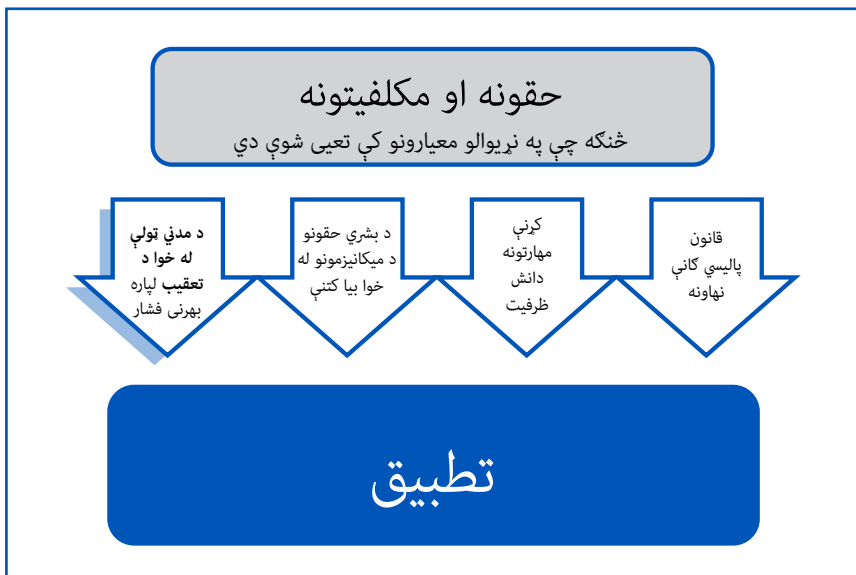 حقونه او مکلفیتونه
څنګه چې په نړیوالو معیارونو کې تعیی شوې دي
قانون
پالیسي ګانې
نهاونه
کړنې
مهارتونه
دانش
ظرفیت
د بشري حقونو
د میکانیزمونو له
خوا بیا کتنې
د مدني ټولې
له خوا د
تعقیب لپاره
بهرنی فشار
تطبیق